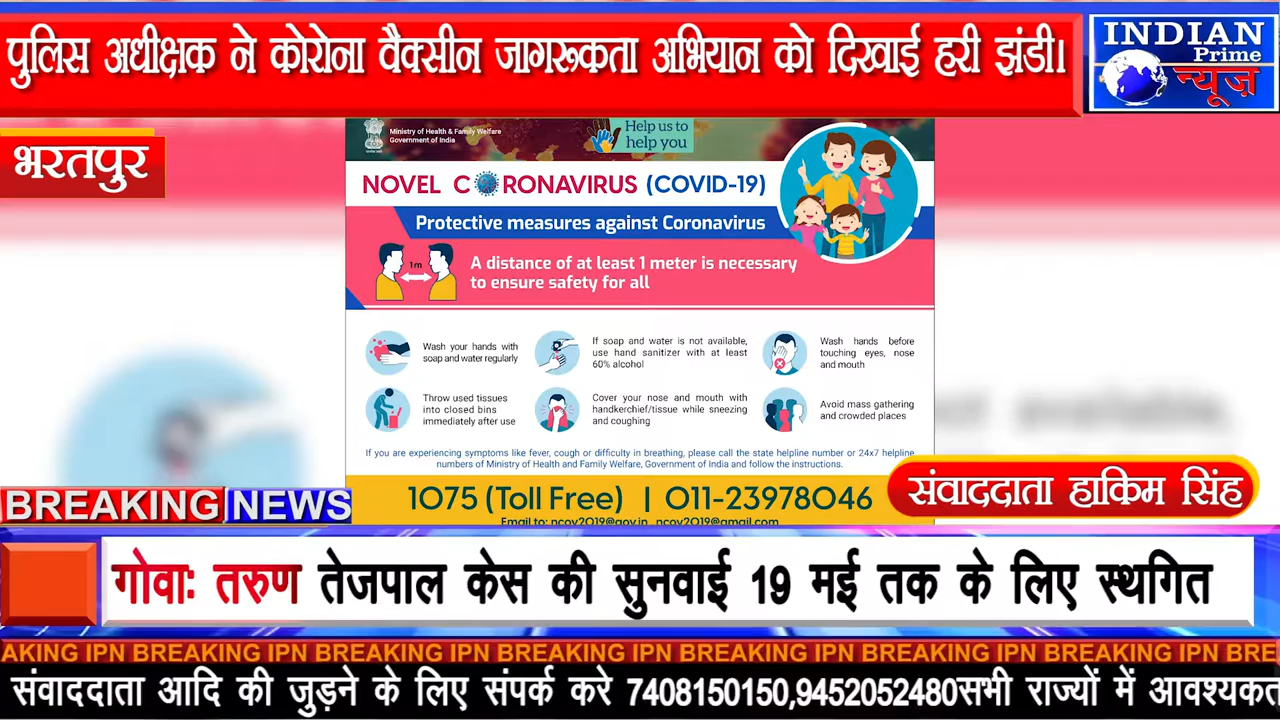 पुलिस अधीक्षक ने कोरोना वैक्सीन जागरूकता अभियान को दिखाई हरी झंडी।
INDIAN
Prime
न्यूज़
भरतपुर
Ministry of Health & Family Welfare
Government of India
Help us to
help you
NOVEL CORONAVIRUS (COVID-19)
Protective measures against Coronavirus
1m
A distance of at least 1 meter is necessary
to ensure safety for all
Wash your hands with
soap and water regularly
If soap and water is not available,
use hand sanitizer with at least
60% alcohol
Wash hands before
touching eyes, nose
and mouth
Throw used tissues
into closed bins
immediately after use
Cover your nose and mouth with
handkerchief/tissue while sneezing
and coughing
Avoid mass gathering
and crowded places
If you are experiencing symptoms like fever, cough or difficulty in breathing, please call the state helpline number or 24x7 helpline
numbers of Ministry of Health and Family Welfare, Government of India and follow the instructions.
1075 (Toll Free) | 011-23978046
Email to: ncov2019@gov.in, ncov2019@gmail.com
संवाददाता हाकिम सिंह
BREAKING NEWS
गोवा: तरुण तेजपाल केस की सुनवाई 19 मई तक के लिए स्थगित
AKING IPN BREAKING IPN BREAKING IPN BREAKING IPN BREAKING IPN BREAKING IPN BREAKING IPN BREAKING IPN BRE
संवाददाता आदि की जुड़ने के लिए संपर्क करे 7408150150,9452052480सभी राज्यों में आवश्यकत